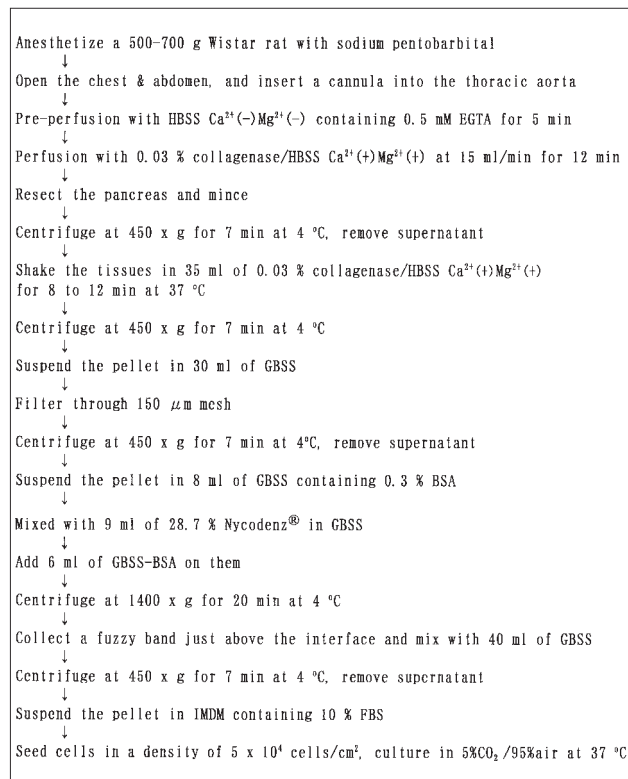 Anesthetize a 500-700 g Wistar rat with sodium pentobarbital
↓
Open the chest & abdomen, and insert a cannula into the thoracic aorta
↓
Pre-perfusion with HBSS Ca²⁺(-)Mg²⁺(-) containing 0.5 mM EGTA for 5 min
↓
Perfusion with 0.03 % collagenase/HBSS Ca²⁺(+)Mg²⁺(+) at 15 ml/min for 12 min
↓
Resect the pancreas and mince
↓
Centrifuge at 450 x g for 7 min at 4 °C, remove supernatant
↓
Shake the tissues in 35 ml of 0.03 % collagenase/HBSS Ca²⁺(+)Mg²⁺(+)
for 8 to 12 min at 37 °C
↓
Centrifuge at 450 x g for 7 min at 4 °C
↓
Suspend the pellet in 30 ml of GBSS
↓
Filter through 150 μm mesh
↓
Centrifuge at 450 x g for 7 min at 4°C, remove supernatant
↓
Suspend the pellet in 8 ml of GBSS containing 0.3 % BSA
↓
Mixed with 9 ml of 28.7 % Nycodenz® in GBSS
↓
Add 6 ml of GBSS-BSA on them
↓
Centrifuge at 1400 x g for 20 min at 4 °C
↓
Collect a fuzzy band just above the interface and mix with 40 ml of GBSS
↓
Centrifuge at 450 x g for 7 min at 4 °C, remove supernatant
↓
Suspend the pellet in IMDM containing 10 % FBS
↓
Seed cells in a density of 5 x 10⁴ cells/cm², culture in 5%CO₂/95%air at 37 °C